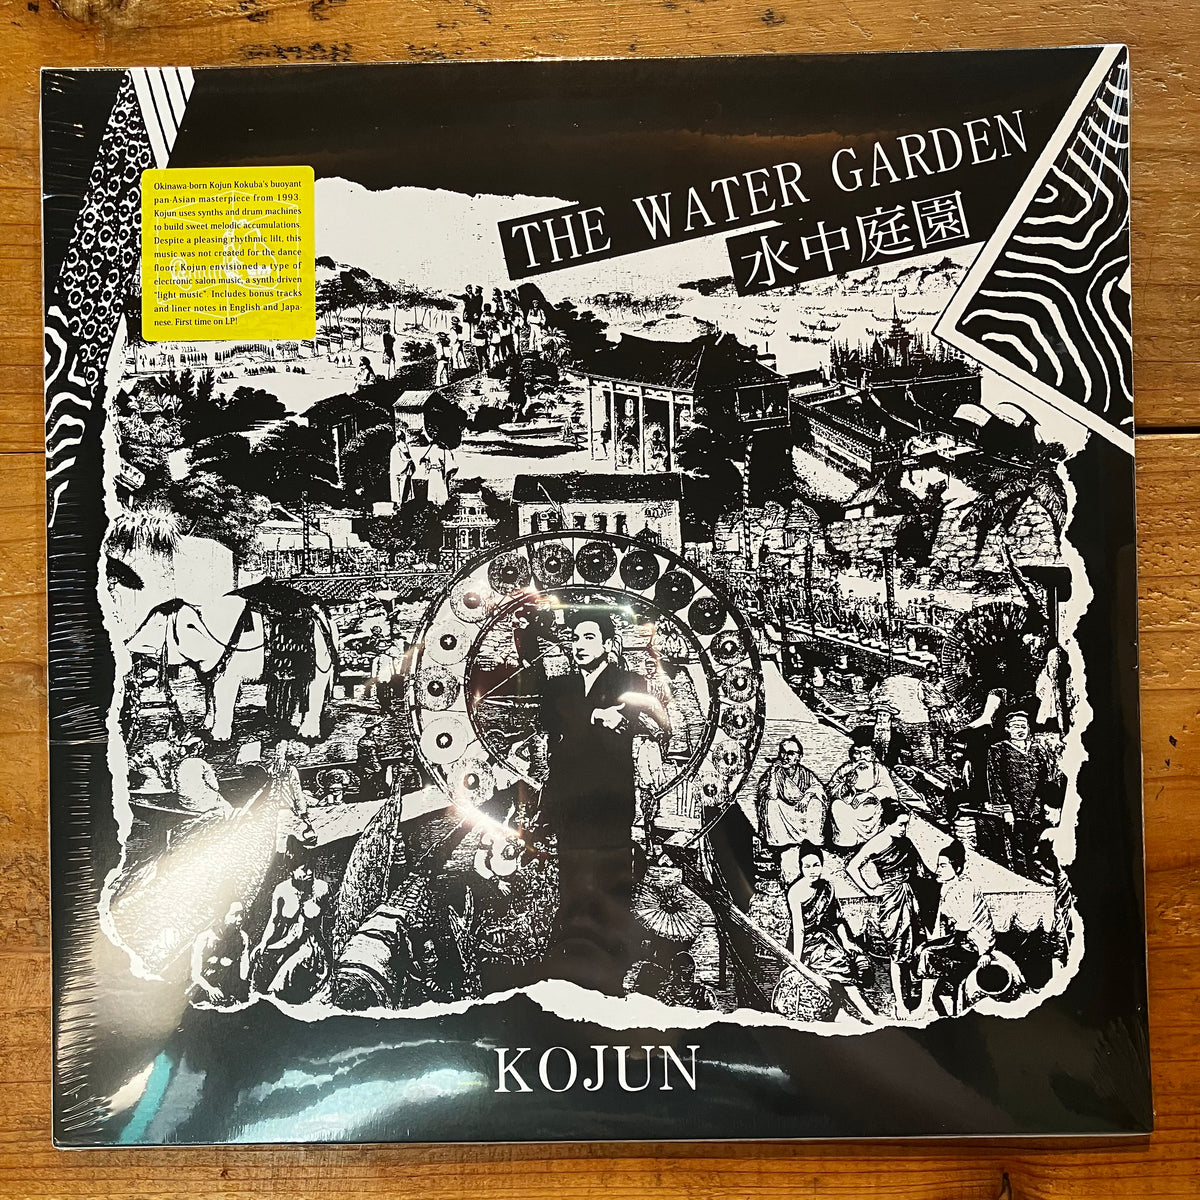 THE WATER GARDEN
水中庭園
Okinawa-born Kojun Kokuba's buoyant
pan-Asian masterpiece from 1993.
Kojun uses synths and drum machines
to build sweet melodic accumulations.
Despite a pleasing rhythmic lilt, this
music was not created for the dance
floor. Kojun envisioned a type of
electronic salon music, a synth-driven
"light music". Includes bonus tracks
and liner notes in English and Japa-
nese. First time on LP!
KOJUN